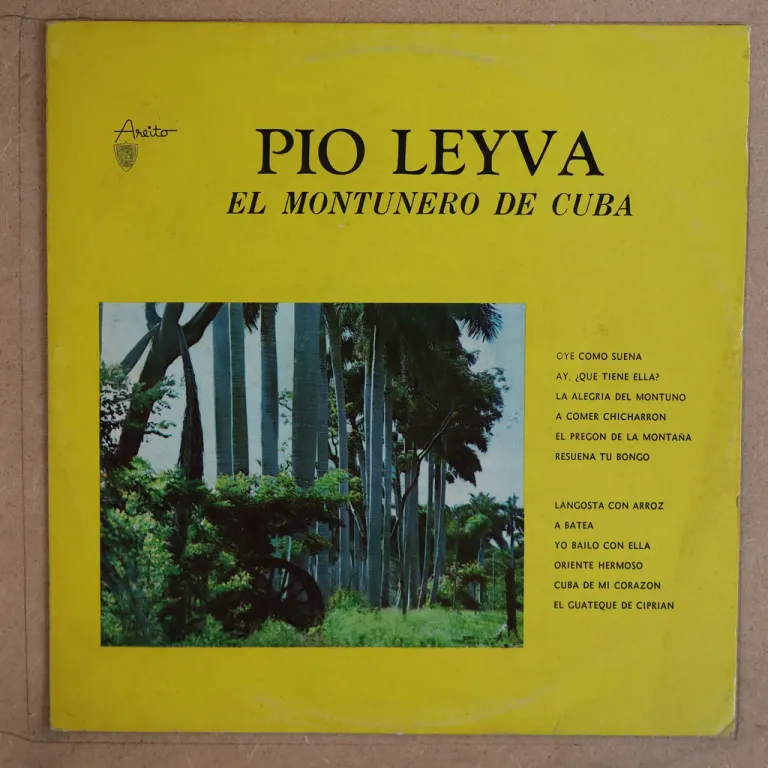 Areito
PIO LEYVA
EL MONTUNERO DE CUBA
OYE COMO SUENA
AY, ¿QUE TIENE ELLA?
LA ALEGRIA DEL MONTUNO
A COMER CHICHARRON
EL PREGON DE LA MONTAÑA
RESUENA TU BONGO
LANGOSTA CON ARROZ
A BATEA
YO BAILO CON ELLA
ORIENTE HERMOSO
CUBA DE MI CORAZON
EL GUATEQUE DE CIPRIAN